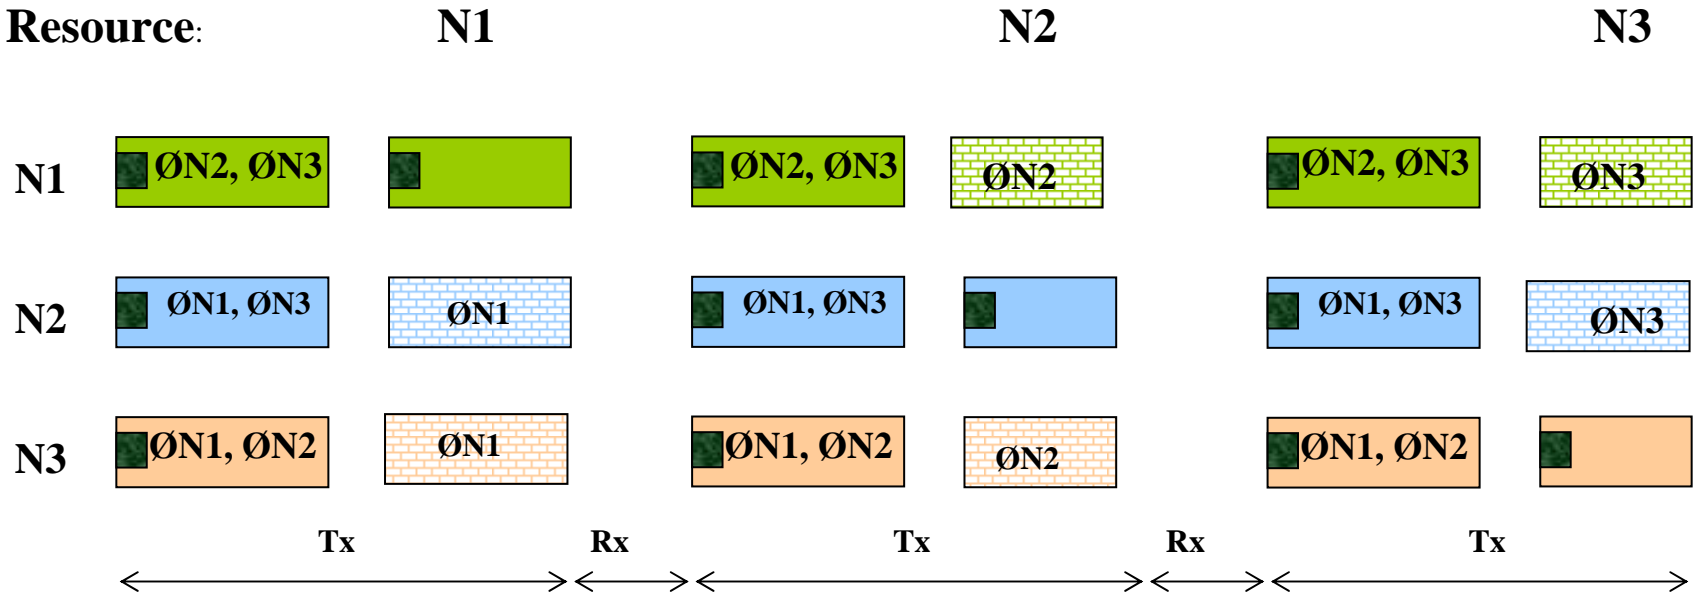 Resource: N1 N2 N3
N1 ØN2, ØN3 ØN2, ØN3 ØN2 ØN2, ØN3 ØN3
N2 ØN1, ØN3 ØN1 ØN1, ØN3 ØN1, ØN3 ØN3
N3 ØN1, ØN2 ØN1 ØN1, ØN2 ØN2 ØN1, ØN2
Tx Rx Tx Rx Tx